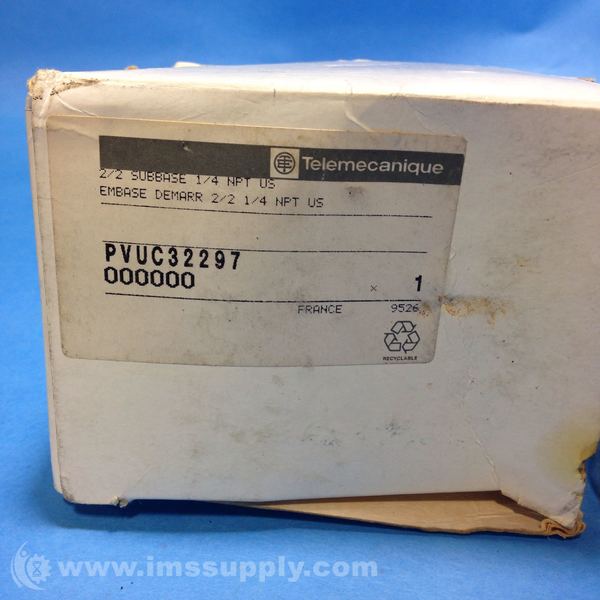 Telemecanique
2/2 SUBBASE 1/4 NPT US
EMBASE DEMARR 2/2 1/4 NPT US
PVUC32297
000000 × 1
FRANCE 9526
RECYCLABLE
www.imssupply.com